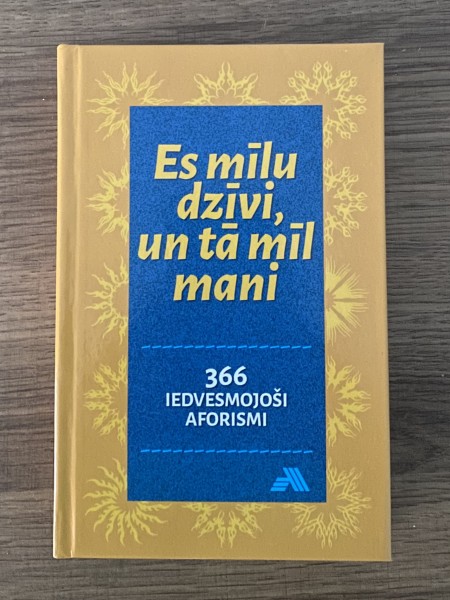 Es mīlu
dzīvi,
un tā mīl
mani
366
IEDVESMOJOŠI
AFORISMI